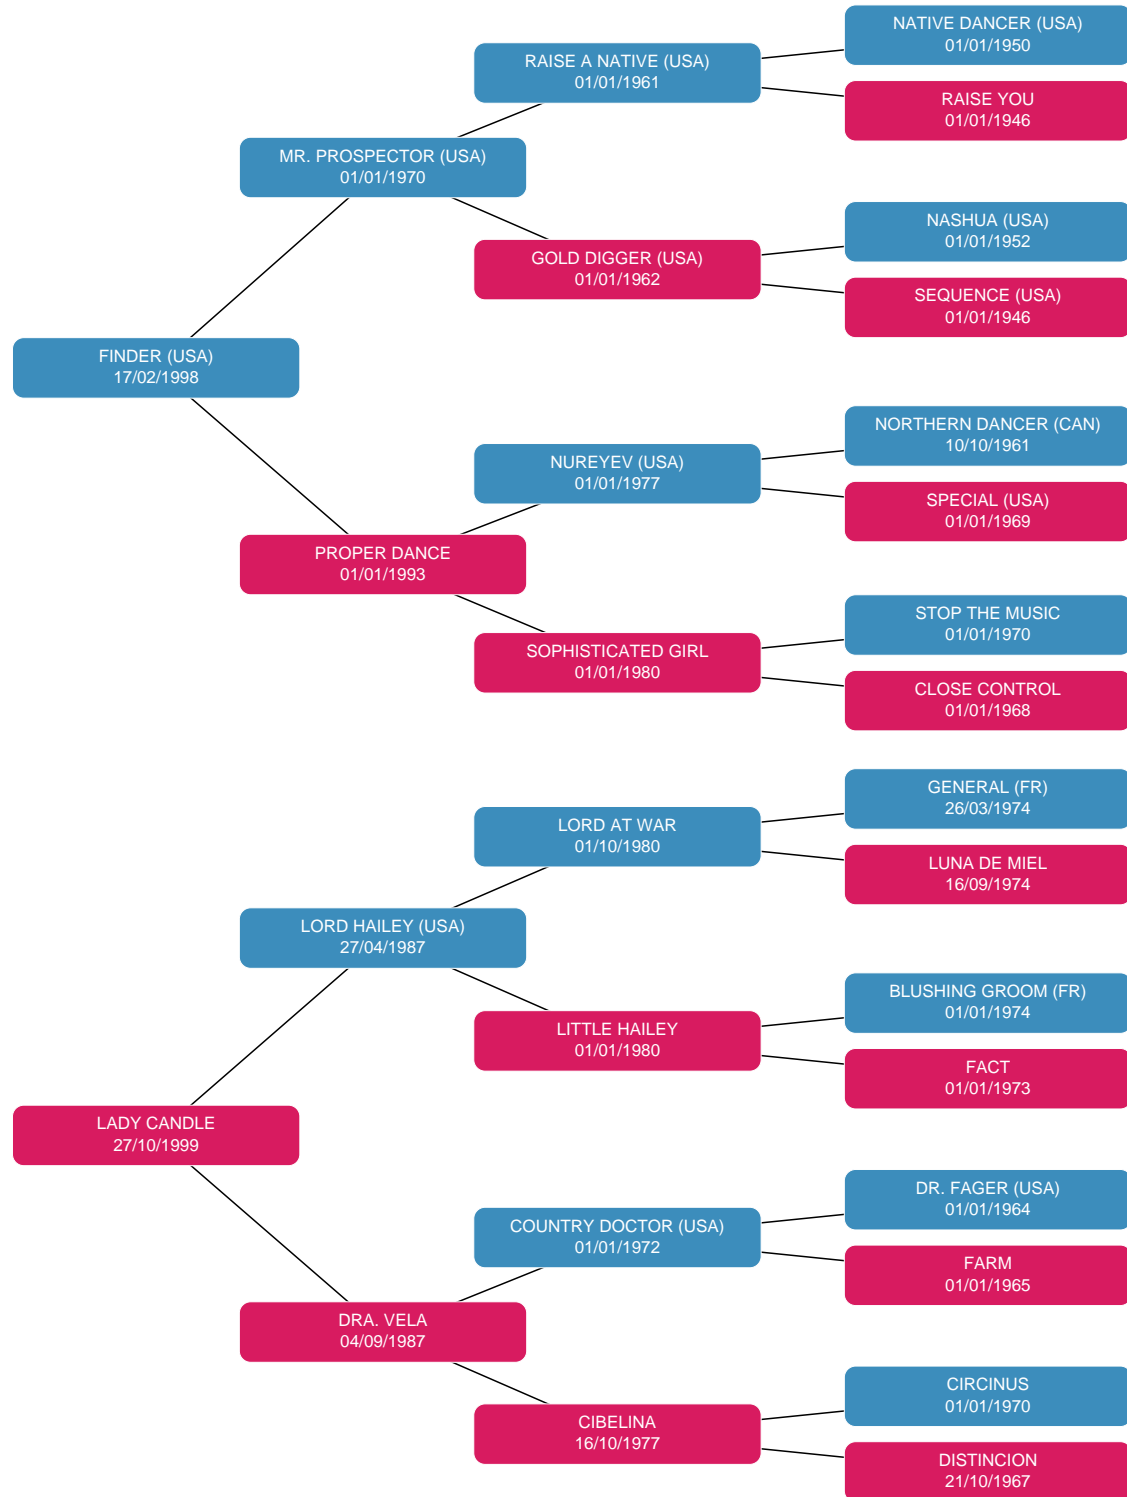 NATIVE DANCER (USA)
01/01/1950
RAISE A NATIVE (USA)
01/01/1961
RAISE YOU
01/01/1946
MR. PROSPECTOR (USA)
01/01/1970
NASHUA (USA)
01/01/1952
GOLD DIGGER (USA)
01/01/1962
SEQUENCE (USA)
01/01/1946
FINDER (USA)
17/02/1998
NORTHERN DANCER (CAN)
10/10/1961
NUREYEV (USA)
01/01/1977
SPECIAL (USA)
01/01/1969
PROPER DANCE
01/01/1993
STOP THE MUSIC
01/01/1970
SOPHISTICATED GIRL
01/01/1980
CLOSE CONTROL
01/01/1968
GENERAL (FR)
26/03/1974
LORD AT WAR
01/10/1980
LUNA DE MIEL
16/09/1974
LORD HAILEY (USA)
27/04/1987
BLUSHING GROOM (FR)
01/01/1974
LITTLE HAILEY
01/01/1980
FACT
01/01/1973
LADY CANDLE
27/10/1999
DR. FAGER (USA)
01/01/1964
COUNTRY DOCTOR (USA)
01/01/1972
FARM
01/01/1965
DRA. VELA
04/09/1987
CIRCINUS
01/01/1970
CIBELINA
16/10/1977
DISTINCION
21/10/1967